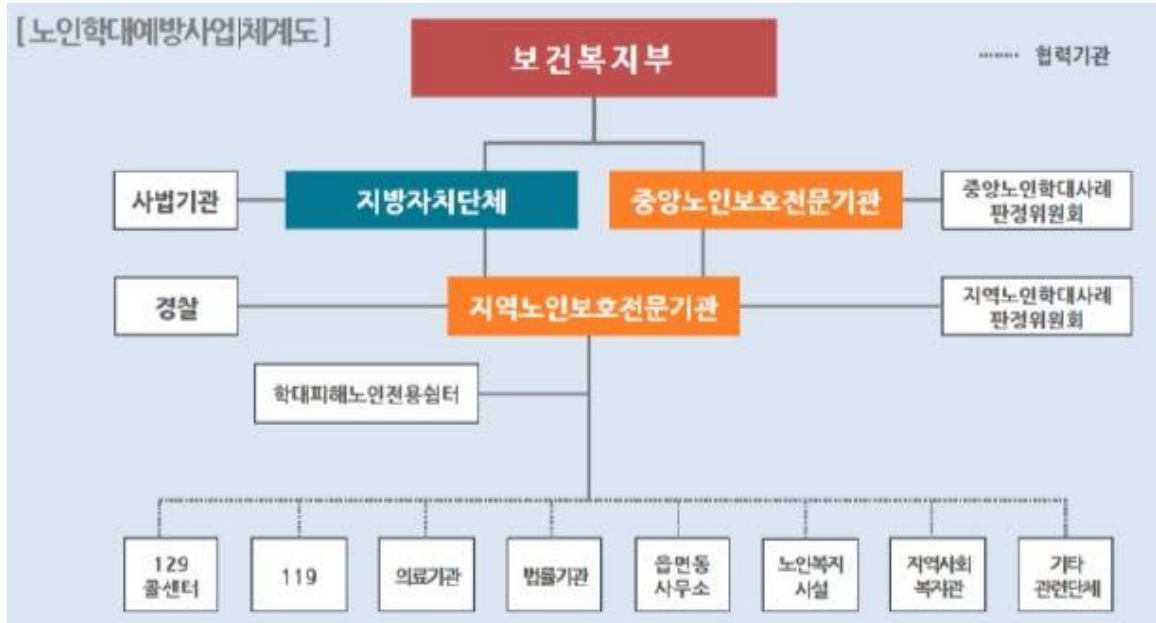 [노인학대예방사업체계도]
보건복지부
협력기관
사법기관
지방자치단체
중앙노인보호전문기관
중앙노인학대사례
판정위원회
경찰
지역노인보호전문기관
지역노인학대사례
판정위원회
학대피해노인전용쉼터
129
콜센터
119
의료기관
법률기관
읍면동
사무소
노인복지
시설
지역사회
복지관
기타
관련단체